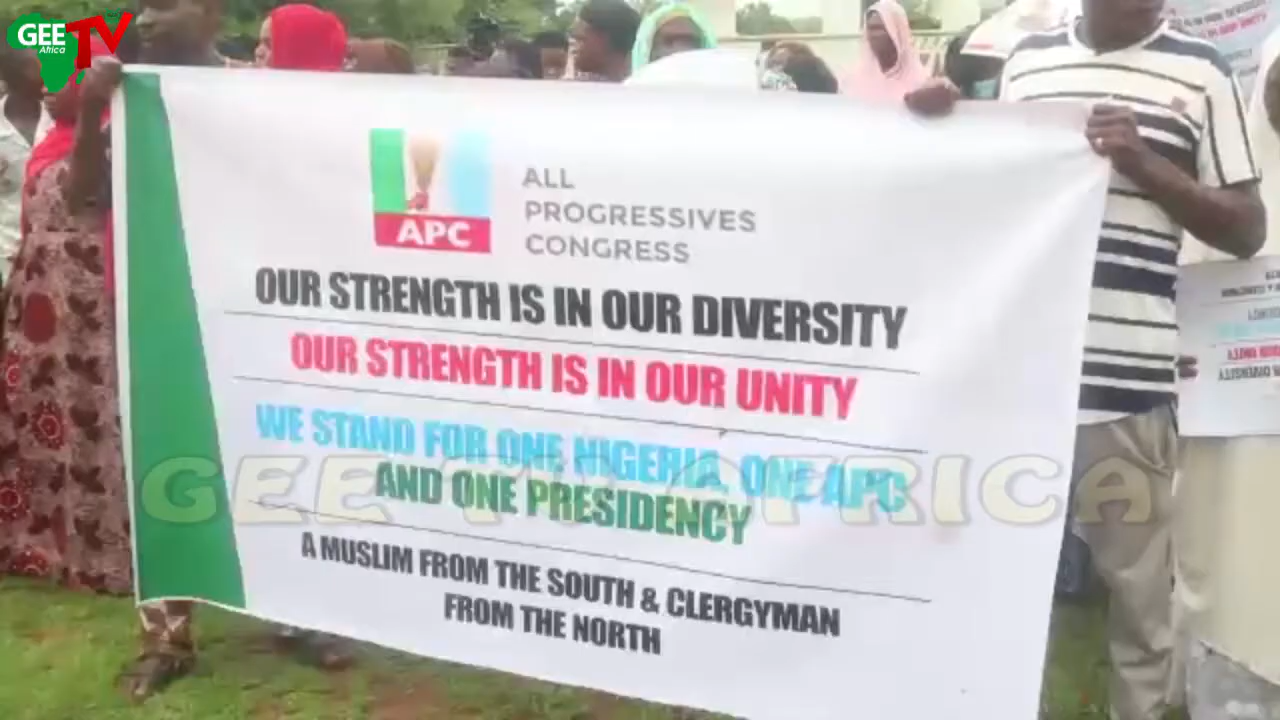 GEE TV
Africa
APC
ALL
PROGRESSIVES
CONGRESS
OUR STRENGTH IS IN OUR DIVERSITY
OUR STRENGTH IS IN OUR UNITY
WE STAND FOR ONE NIGERIA, ONE APC
AND ONE PRESIDENCY
A MUSLIM FROM THE SOUTH & CLERGYMAN
FROM THE NORTH
GEE TV AFRICA